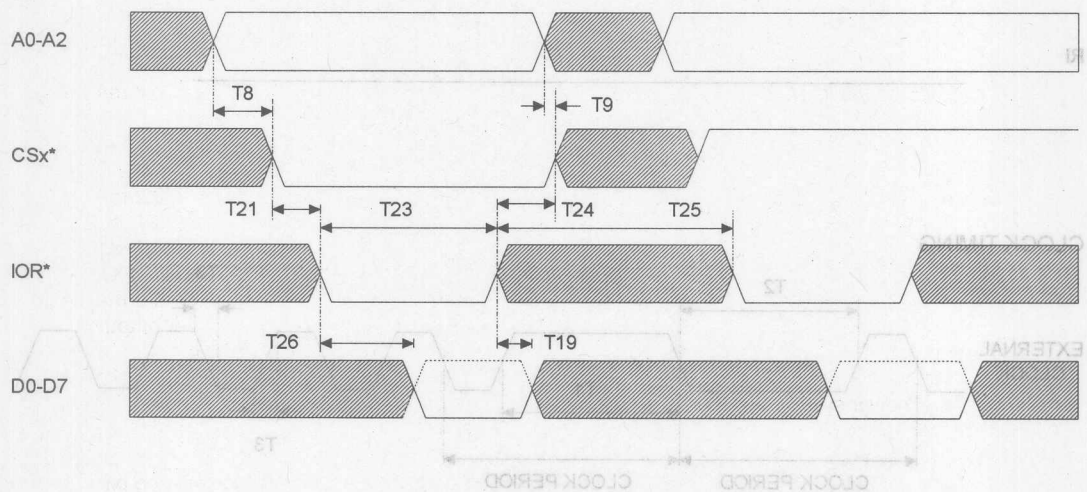 A0-A2
RI
T8
T9
CSx*
T21
T23
T24
T25
CLOCK TIMING
IOR*
T2
T26
T19
EXTERNAL
D0-D7
T3
CLOCK PERIOD
CLOCK PERIOD